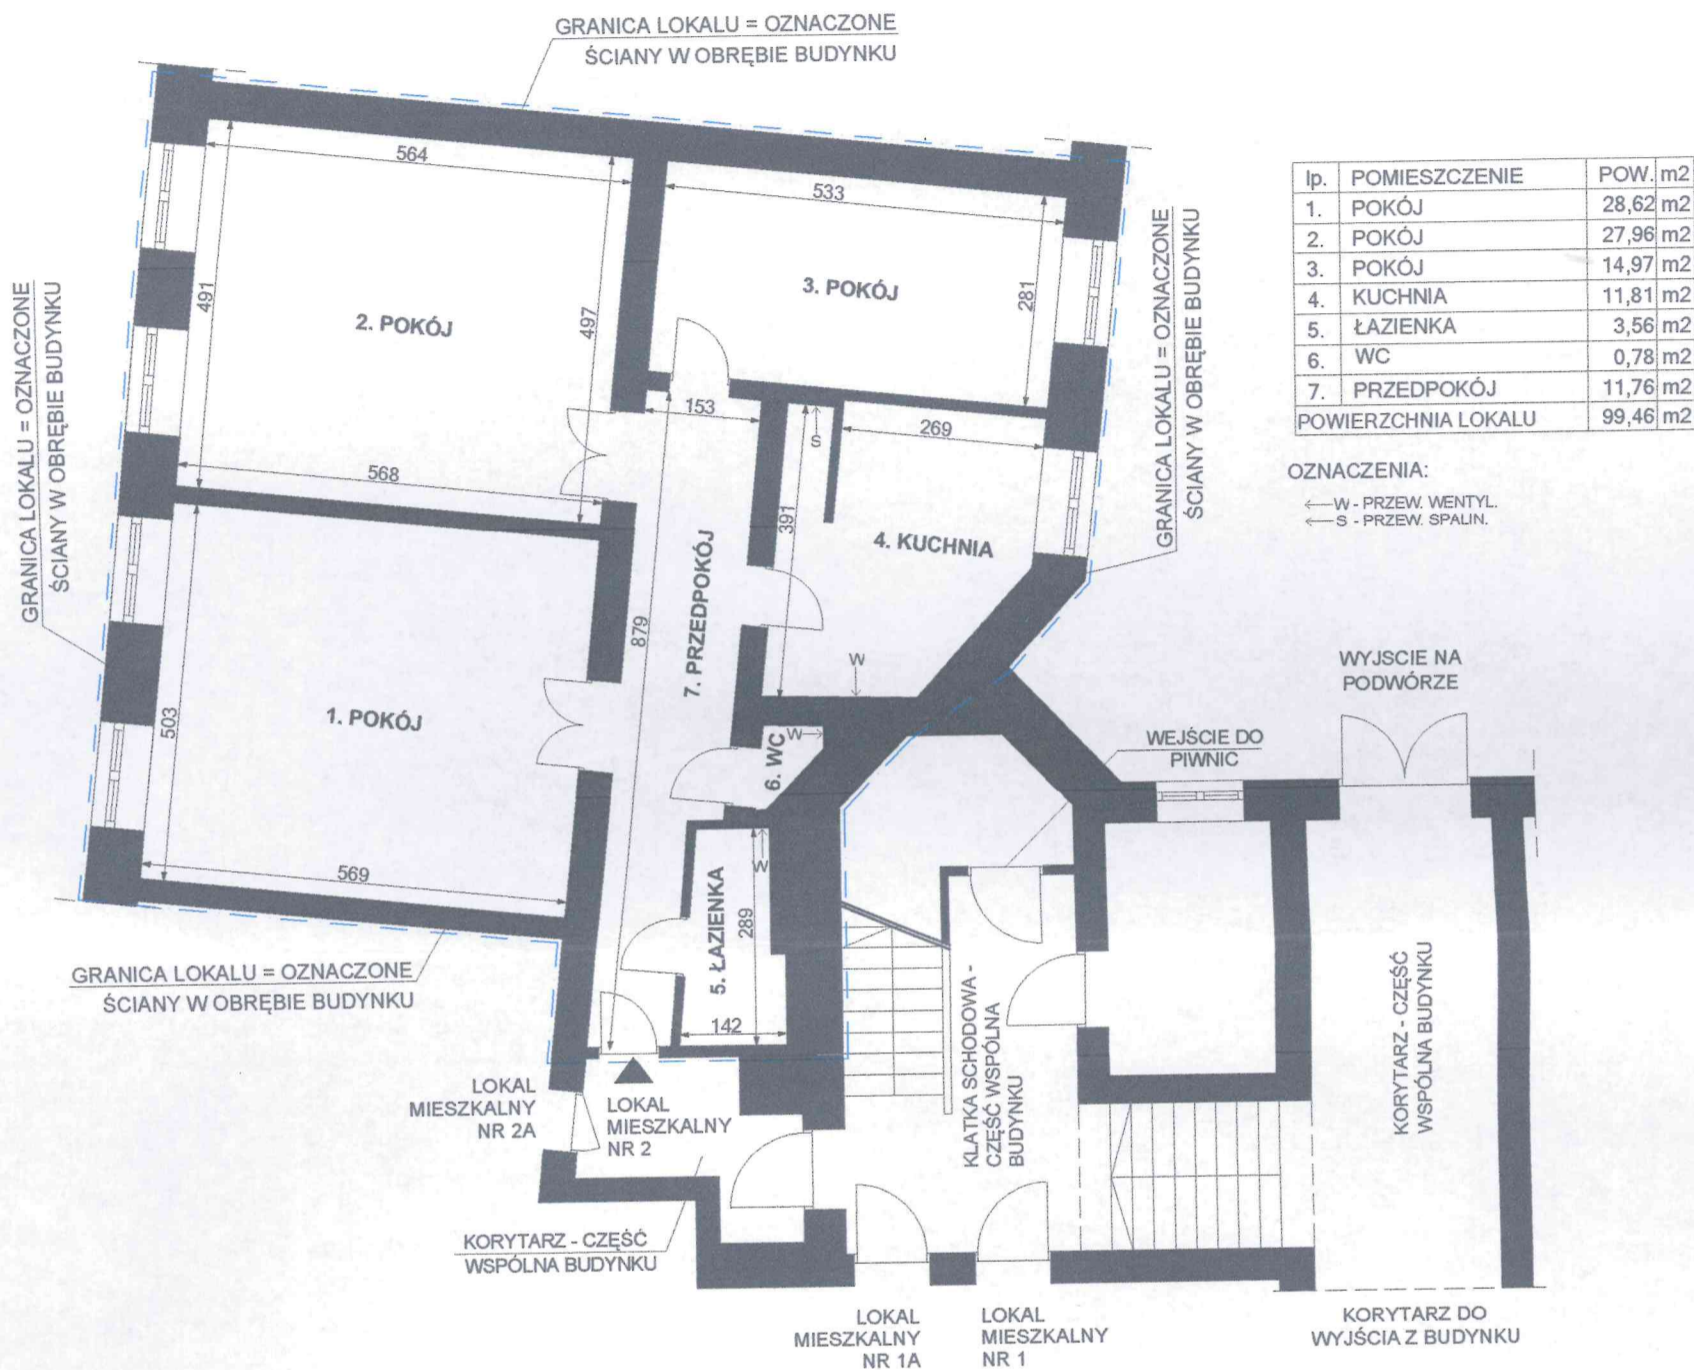 GRANICA LOKALU = OZNACZONE
ŚCIANY W OBRĘBIE BUDYNKU
lp. POMIESZCZENIE POW. m2
1. POKÓJ 28,62 m2
2. POKÓJ 27,96 m2
3. POKÓJ 14,97 m2
4. KUCHNIA 11,81 m2
5. ŁAZIENKA 3,56 m2
6. WC 0,78 m2
7. PRZEDPOKÓJ 11,76 m2
POWIERZCHNIA LOKALU 99,46 m2
OZNACZENIA:
W - PRZEW. WENTYL.
S - PRZEW. SPALIN.
GRANICA LOKALU = OZNACZONE
ŚCIANY W OBRĘBIE BUDYNKU
564
491
2. POKÓJ
497
568
533
3. POKÓJ
281
GRANICA LOKALU = OZNACZONE
ŚCIANY W OBRĘBIE BUDYNKU
153
S
269
391
4. KUCHNIA
W
879
7. PRZEDPOKÓJ
503
1. POKÓJ
569
6. WC
W
W
289
5. ŁAZIENKA
142
GRANICA LOKALU = OZNACZONE
ŚCIANY W OBRĘBIE BUDYNKU
WYJSCIE NA
PODWÓRZE
WEJŚCIE DO
PIWNIC
KLATKA SCHODOWA -
CZĘŚĆ WSPÓLNA
BUDYNKU
KORYTARZ - CZĘŚĆ
WSPÓLNA BUDYNKU
LOKAL
MIESZKALNY
NR 2A
LOKAL
MIESZKALNY
NR 2
KORYTARZ - CZĘŚĆ
WSPÓLNA BUDYNKU
LOKAL
MIESZKALNY
NR 1A
LOKAL
MIESZKALNY
NR 1
KORYTARZ DO
WYJŚCIA Z BUDYNKU